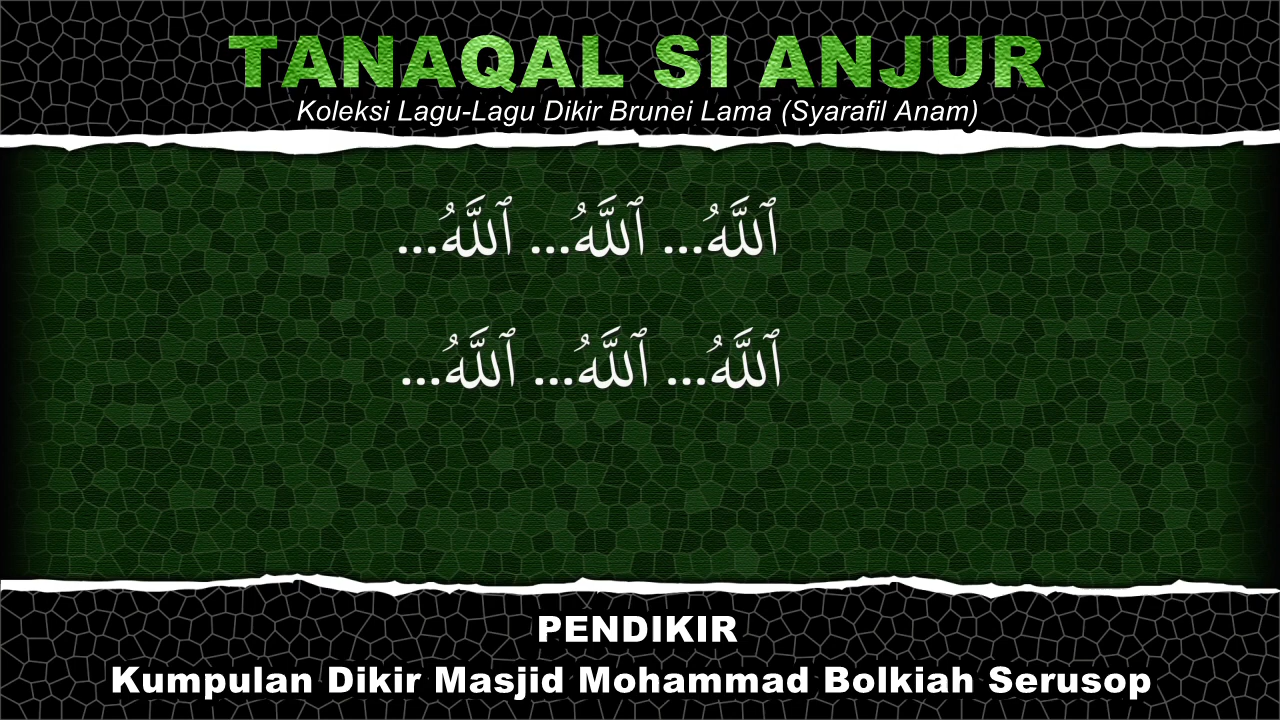 TANAQAL SI ANJUR
Koleksi Lagu-Lagu Dikir Brunei Lama (Syarafil Anam)
ٱللَّهُ... ٱللَّهُ... ٱللَّهُ...
ٱللَّهُ... ٱللَّهُ... ٱللَّهُ...
PENDIKIR
Kumpulan Dikir Masjid Mohammad Bolkiah Serusop